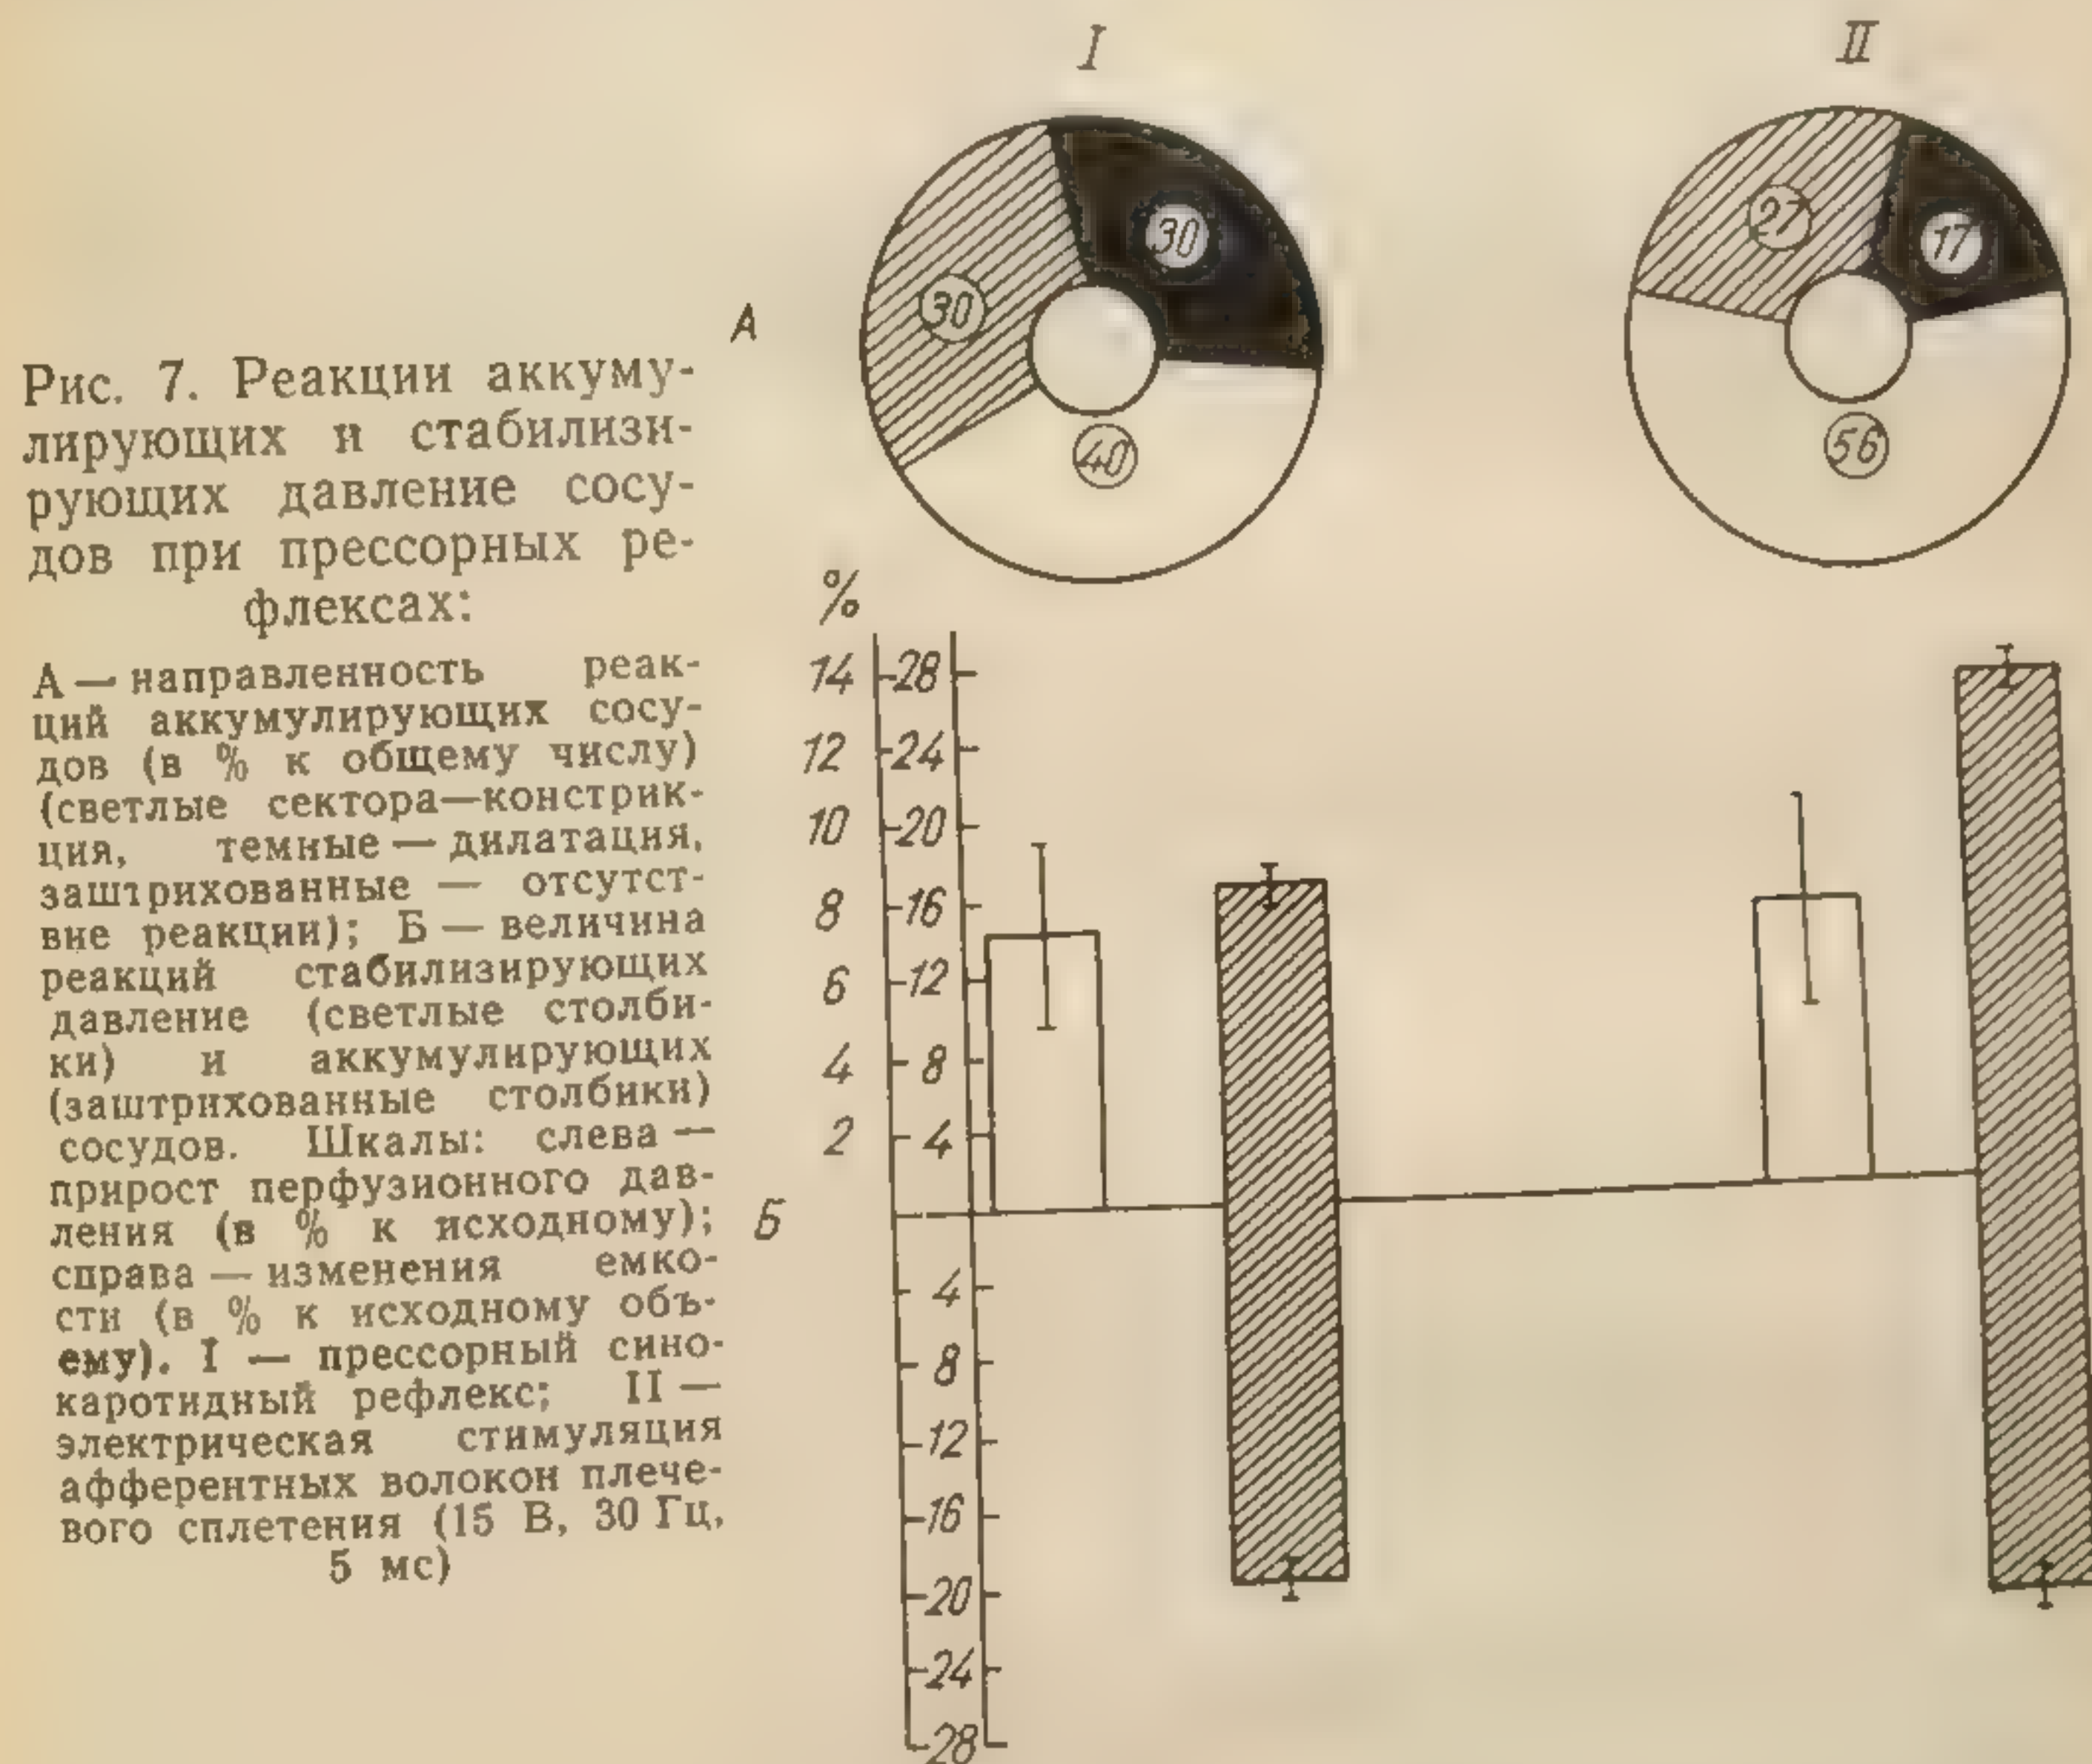 Рис. 7. Реакции аккуму-
лирующих и стабилизи-
рующих давление сосу-
дов при прессорных ре-
флексах:
А — направленность реак-
ций аккумулирующих сосу-
дов (в % к общему числу)
(светлые сектора—констрик-
ция, темные — дилатация,
заштрихованные — отсутст-
вие реакции); Б — величина
реакций стабилизирующих
давление (светлые столби-
ки) и аккумулирующих
(заштрихованные столбики)
сосудов. Шкалы: слева —
прирост перфузионного дав-
ления (в % к исходному);
справа — изменения емко-
сти (в % к исходному объ-
ему). I — прессорный сино-
каротидный рефлекс; II —
электрическая стимуляция
афферентных волокон плече-
вого сплетения (15 В, 30 Гц,
5 мс)
I II
А
30 30 40
27 17 56
%
14 28
12 24
10 20
8 16
6 12
4 8
2 4
Б
4
8
12
16
20
24
28